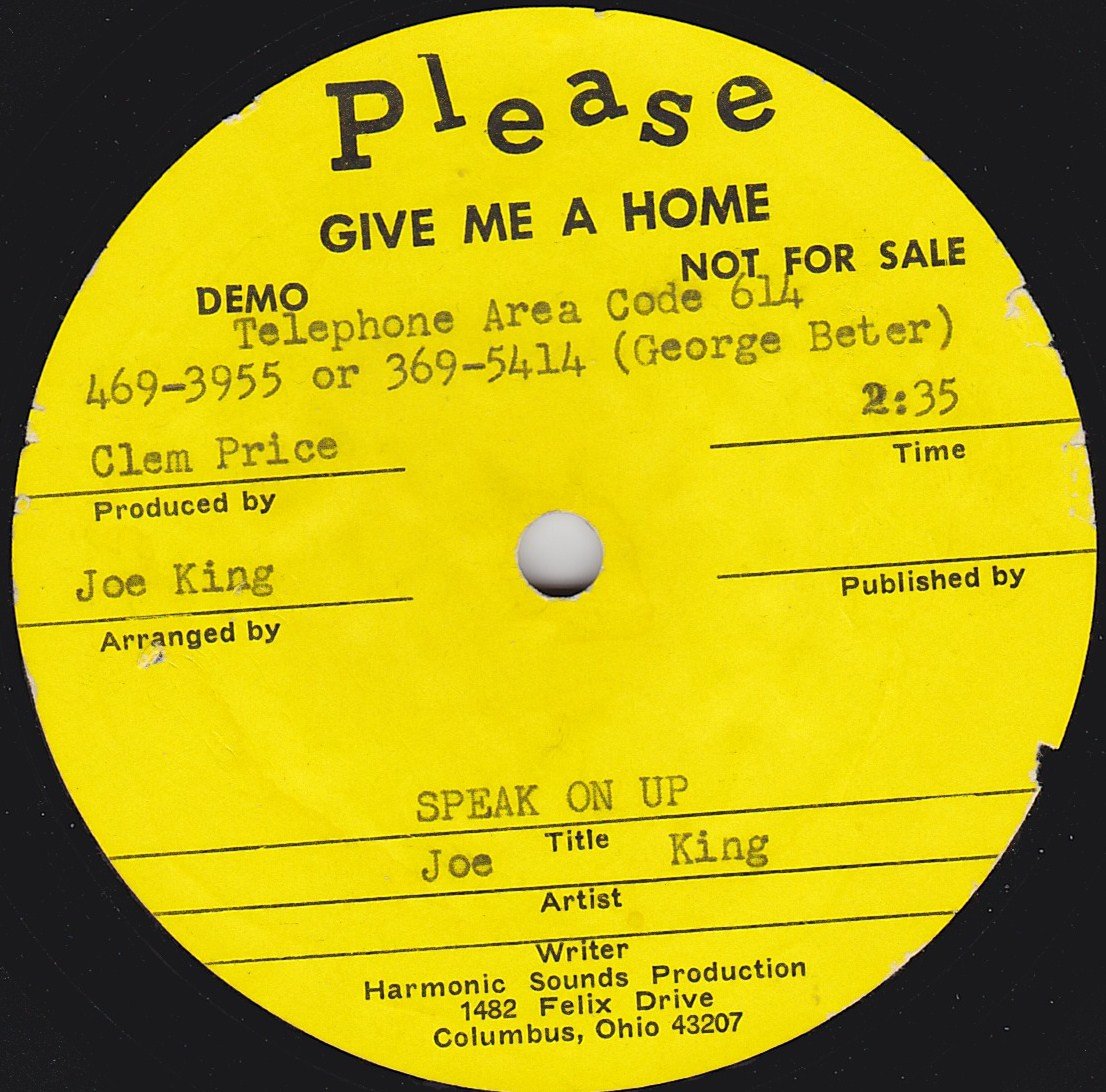 Please
GIVE ME A HOME
DEMO NOT FOR SALE
Telephone Area Code 614
469-3955 or 369-5414 (George Beter)
2:35
Time
Clem Price
Produced by
Joe King
Arranged by
Published by
SPEAK ON UP
Title
Joe King
Artist
Writer
Harmonic Sounds Production
1482 Felix Drive
Columbus, Ohio 43207